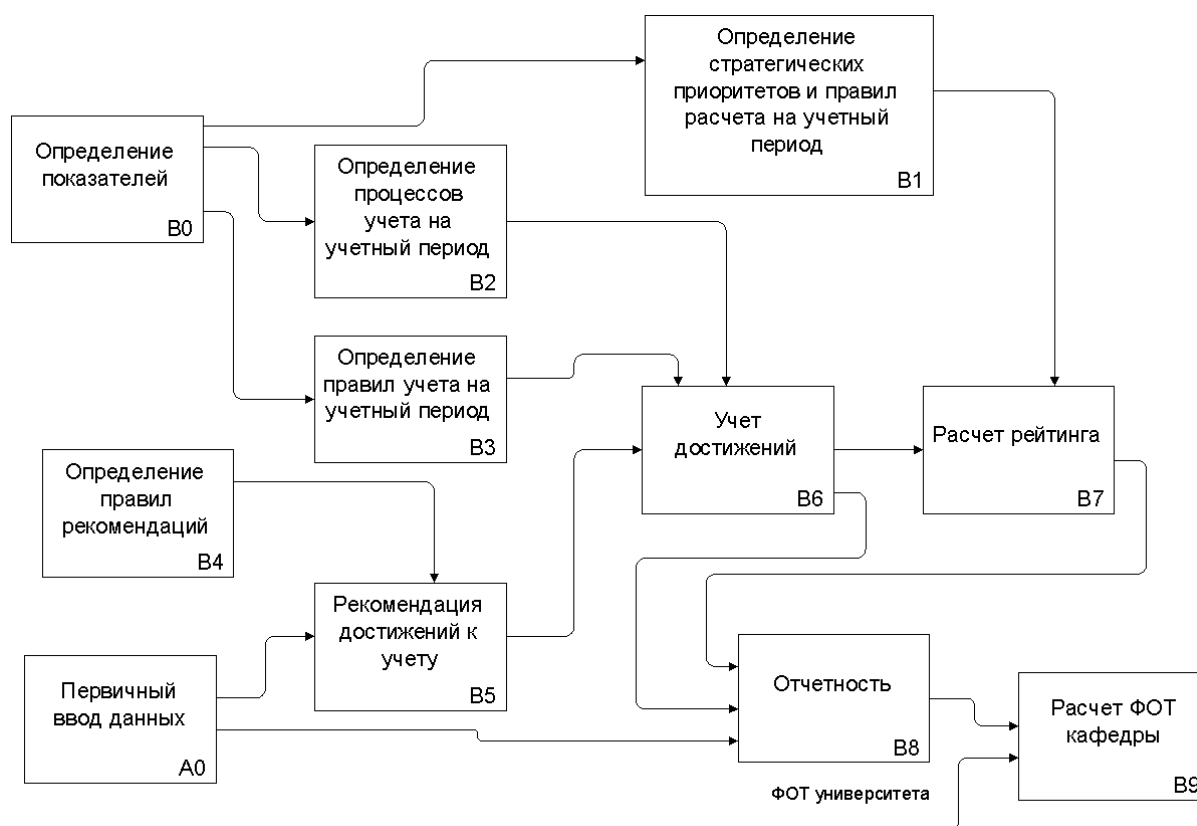 Определение
стратегических
приоритетов и правил
расчета на учетный
период
B1
Определение
показателей
B0
Определение
процессов
учета на
учетный период
B2
Определение
правил учета на
учетный период
B3
Учет
достижений
B6
Расчет рейтинга
B7
Определение
правил
рекомендаций
B4
Рекомендация
достижений к
учету
B5
Первичный
ввод данных
A0
Отчетность
B8
Расчет ФОТ
кафедры
B9
ФОТ университета